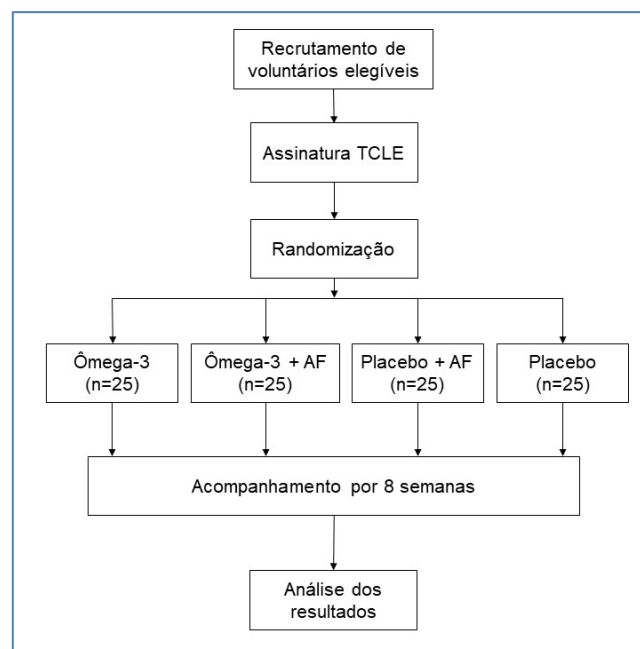 Recrutamento de
voluntários elegíveis
Assinatura TCLE
Randomização
Ômega-3
(n=25)
Ômega-3 + AF
(n=25)
Placebo + AF
(n=25)
Placebo
(n=25)
Acompanhamento por 8 semanas
Análise dos
resultados